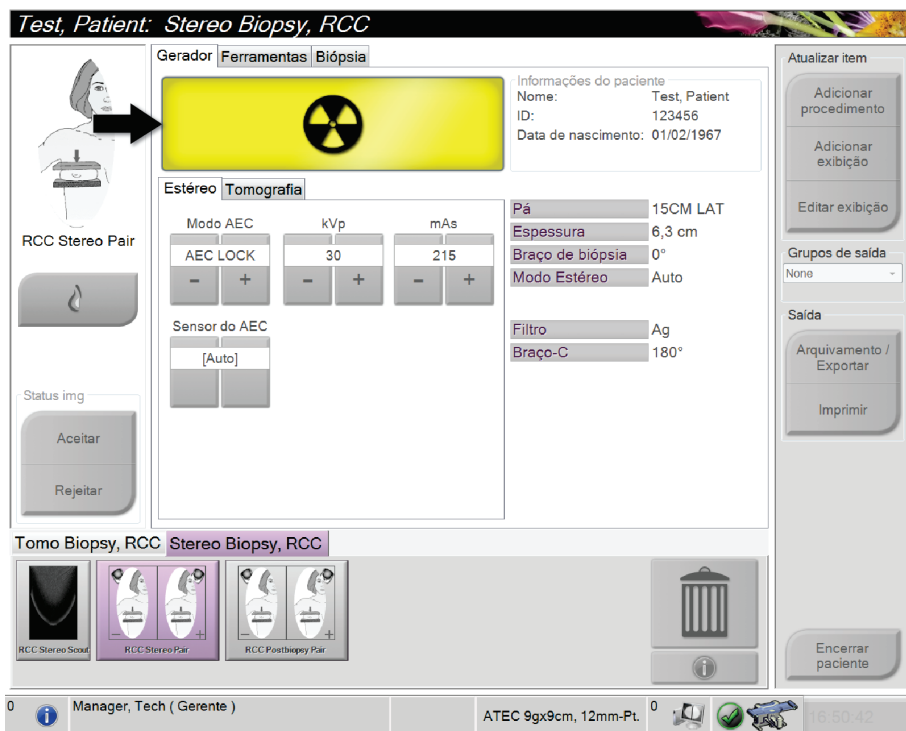 Test, Patient: Stereo Biopsy, RCC
Gerador Ferramentas Biópsia
Informações do paciente
Nome: Test, Patient
ID: 123456
Data de nascimento: 01/02/1967
RCC Stereo Pair
Status img
Aceitar
Rejeitar
Estéreo Tomografia
Modo AEC kVp mAs
AEC LOCK 30 215
- + - + - +
Sensor do AEC
[Auto]
Pá 15CM LAT
Espessura 6,3 cm
Braço de biópsia 0°
Modo Estéreo Auto
Filtro Ag
Braço-C 180°
Atualizar item
Adicionar
procedimento
Adicionar
exibição
Editar exibição
Grupos de saída
None
Saída
Arquivamento /
Exportar
Imprimir
Tomo Biopsy, RCC Stereo Biopsy, RCC
RCC Stereo Scout
- +
RCC Stereo Pair
- +
RCC Postbiopsy Pair
Encerrar
paciente
0 Manager, Tech ( Gerente ) ATEC 9gx9cm, 12mm-Pt. 0 16:50:42